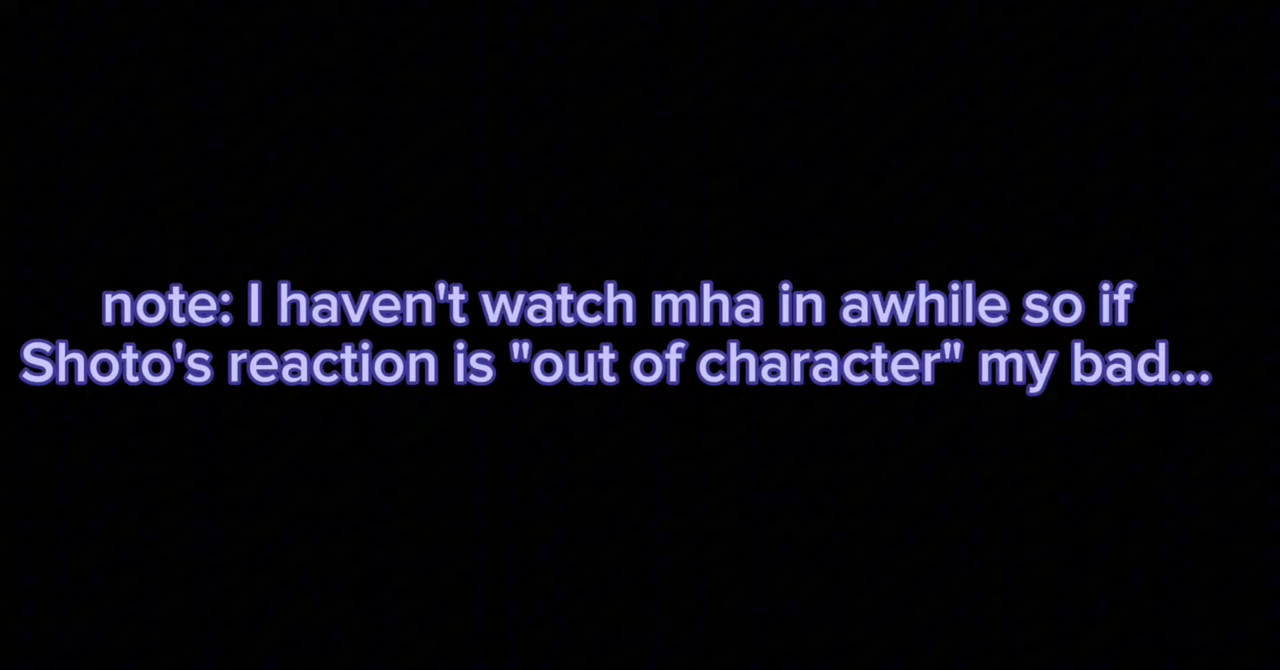 note: I haven't watch mha in awhile so if
Shoto's reaction is "out of character" my bad...